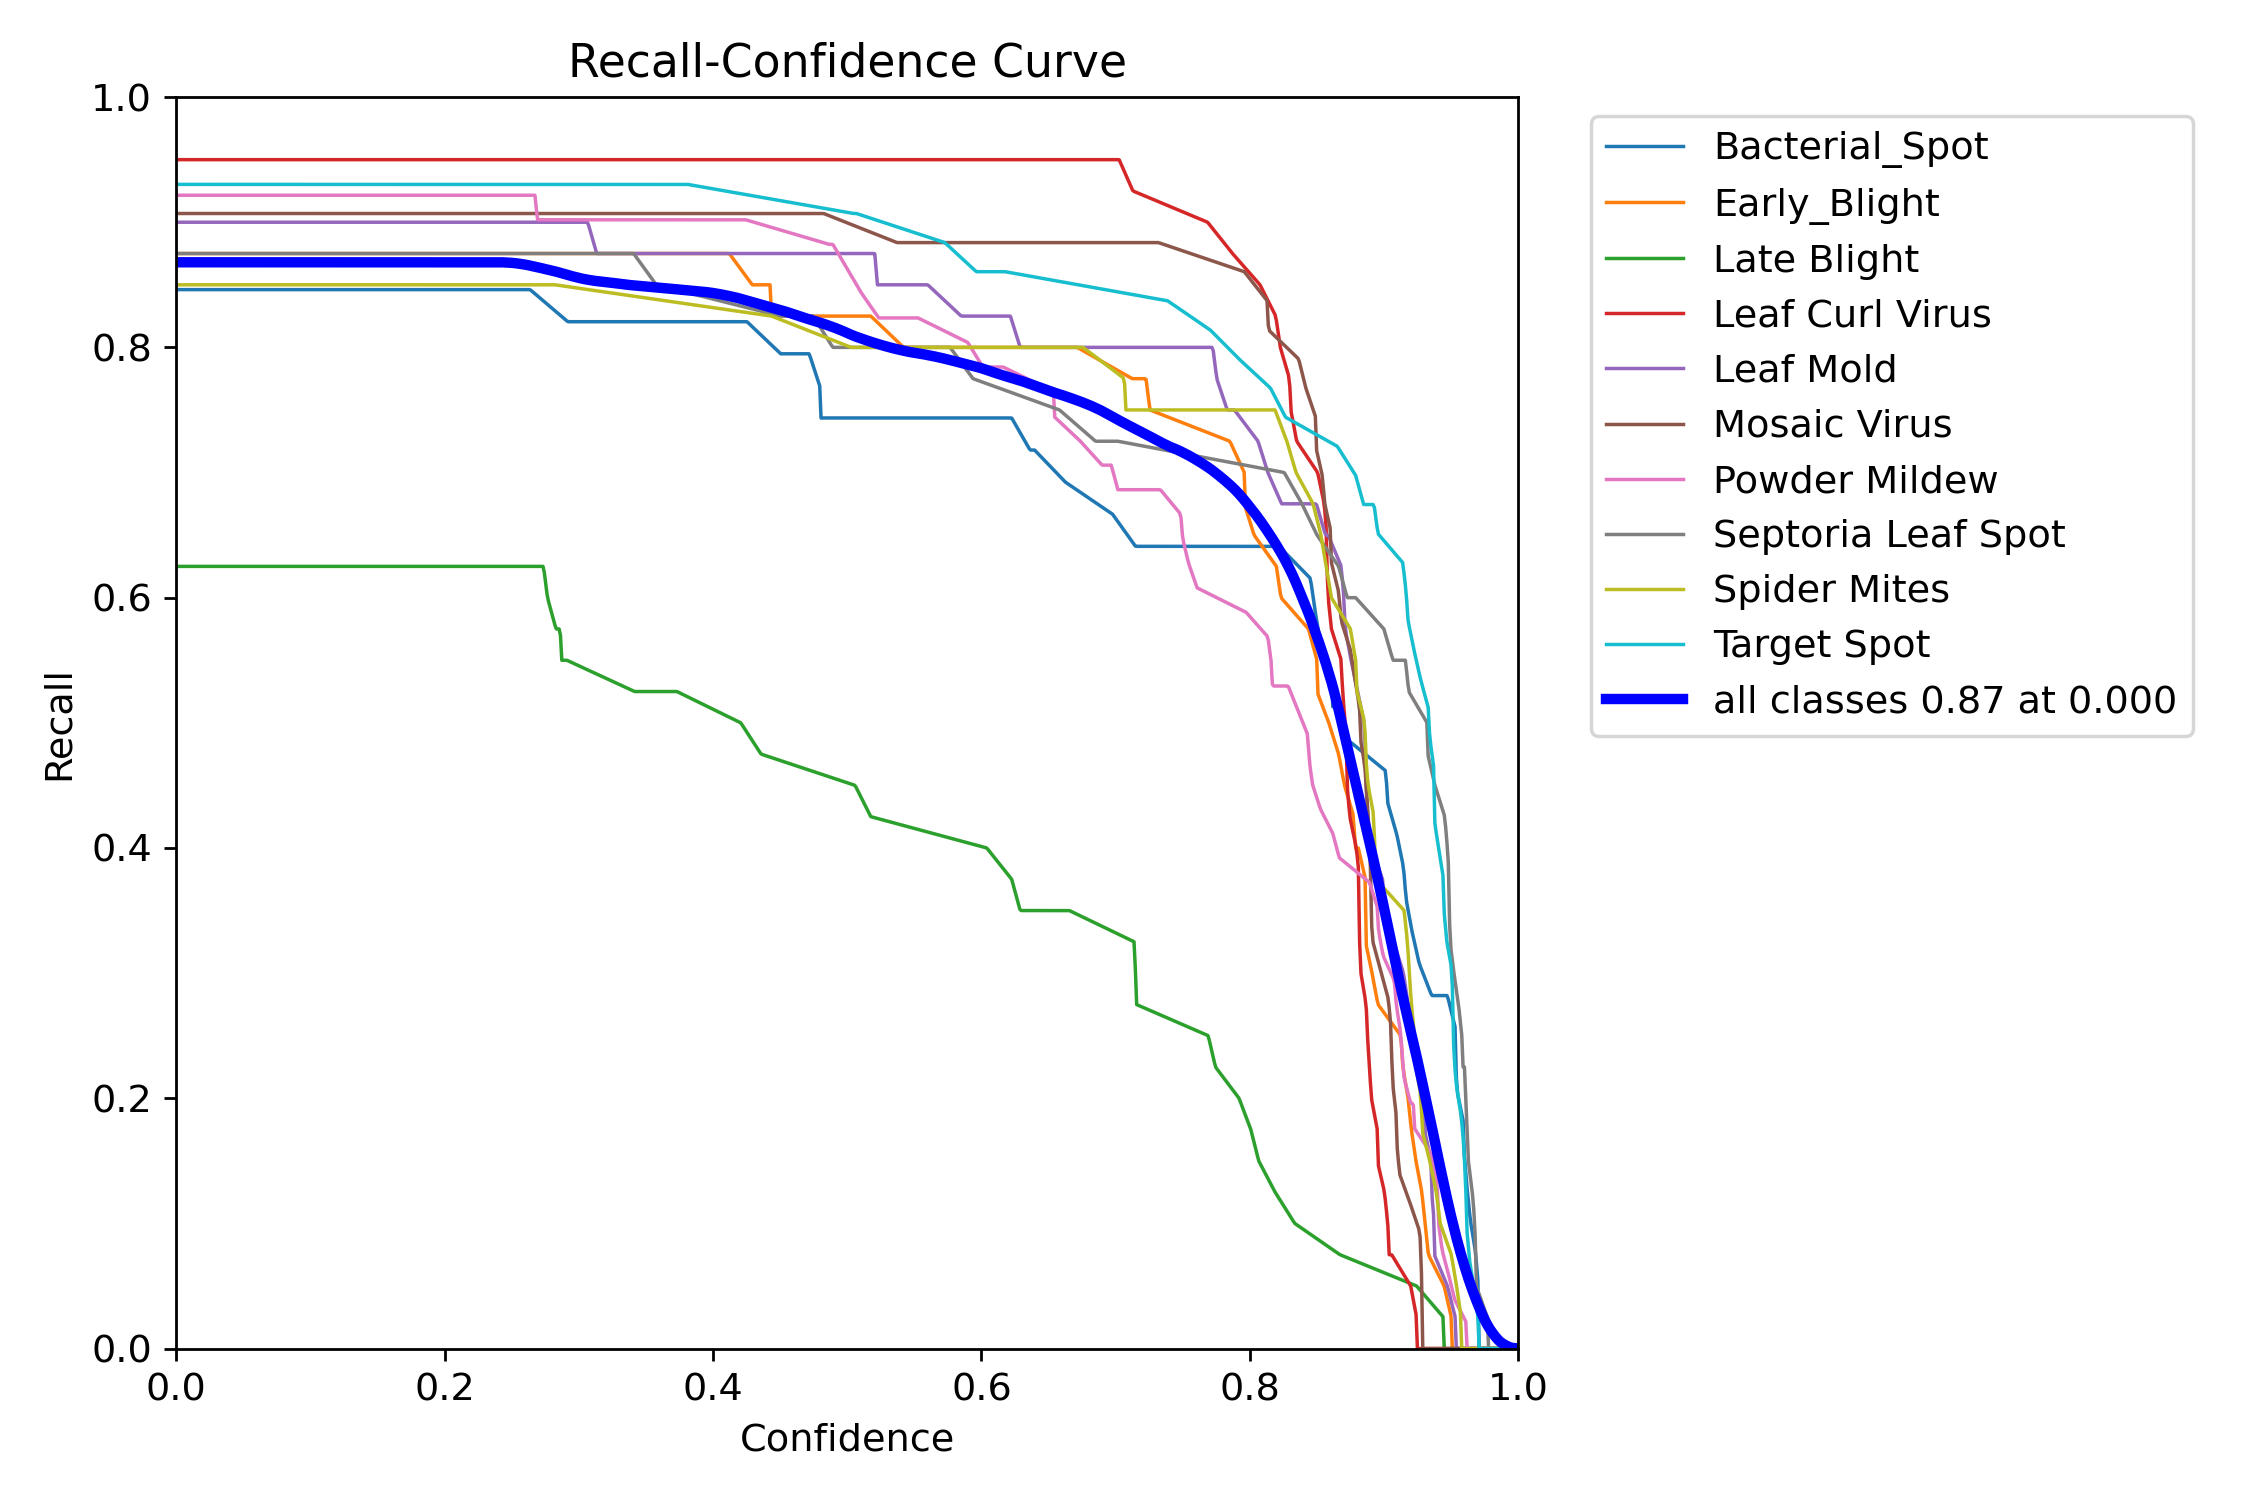 Recall-Confidence Curve
1.0
0.8
0.6
0.4
0.2
0.0
Recall
0.0 0.2 0.4 0.6 0.8 1.0
Confidence
Bacterial_Spot
Early_Blight
Late Blight
Leaf Curl Virus
Leaf Mold
Mosaic Virus
Powder Mildew
Septoria Leaf Spot
Spider Mites
Target Spot
all classes 0.87 at 0.000